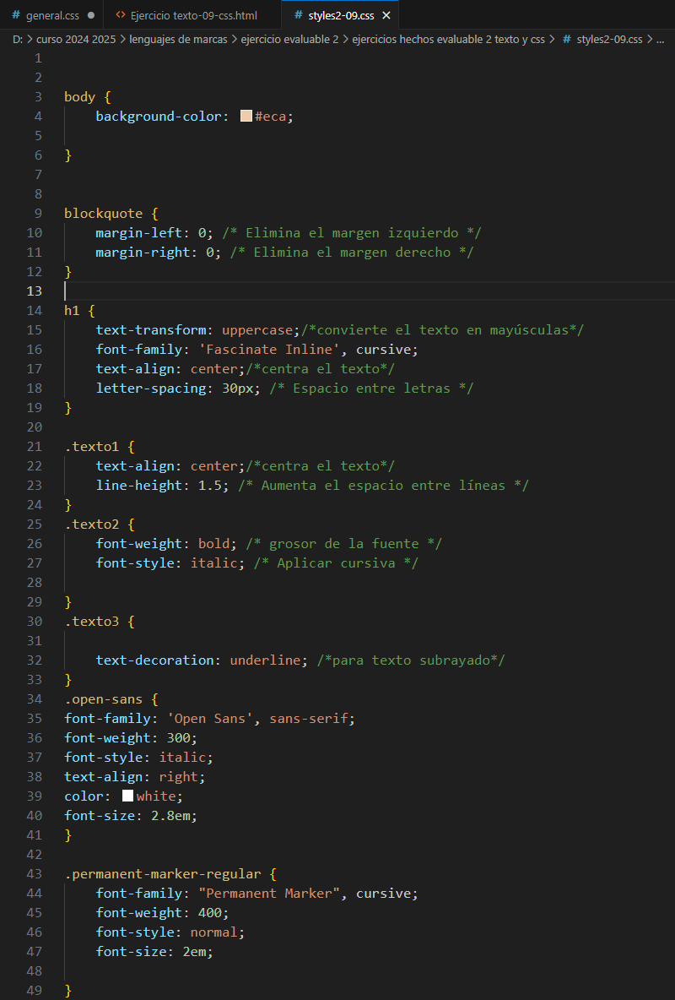 # general.css ● <> Ejercicio texto-09-css.html # styles2-09.css ×
D: > curso 2024 2025 > lenguajes de marcas > ejercicio evaluable 2 > ejercicios hechos evaluable 2 texto y css > # styles2-09.css > ...
1
2
3 body {
4     background-color: #eca;
5
6 }
7
8
9 blockquote {
10     margin-left: 0; /* Elimina el margen izquierdo */
11     margin-right: 0; /* Elimina el margen derecho */
12 }
13
14 h1 {
15     text-transform: uppercase;/*convierte el texto en mayúsculas*/
16     font-family: 'Fascinate Inline', cursive;
17     text-align: center;/*centra el texto*/
18     letter-spacing: 30px; /* Espacio entre letras */
19 }
20
21 .texto1 {
22     text-align: center;/*centra el texto*/
23     line-height: 1.5; /* Aumenta el espacio entre líneas */
24 }
25 .texto2 {
26     font-weight: bold; /* grosor de la fuente */
27     font-style: italic; /* Aplicar cursiva */
28
29 }
30 .texto3 {
31
32     text-decoration: underline; /*para texto subrayado*/
33 }
34 .open-sans {
35 font-family: 'Open Sans', sans-serif;
36 font-weight: 300;
37 font-style: italic;
38 text-align: right;
39 color: white;
40 font-size: 2.8em;
41 }
42
43 .permanent-marker-regular {
44     font-family: "Permanent Marker", cursive;
45     font-weight: 400;
46     font-style: normal;
47     font-size: 2em;
48
49 }